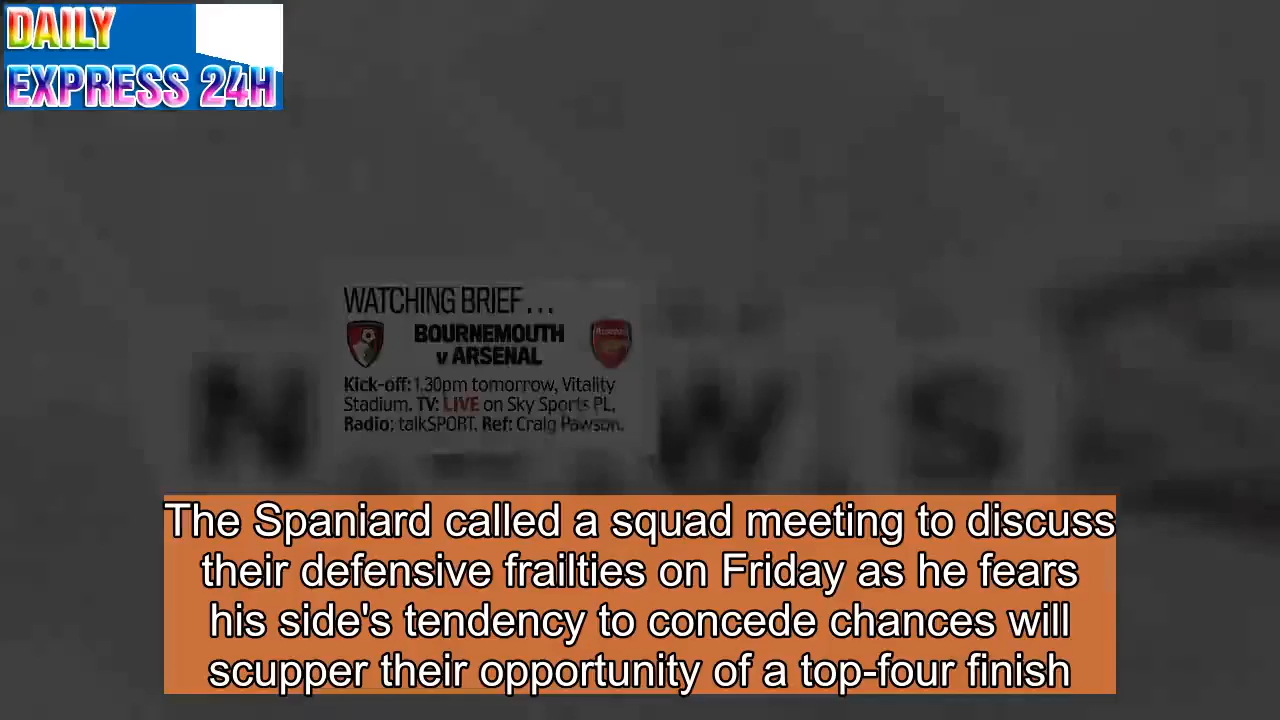 DAILY
EXPRESS 24H
WATCHING BRIEF...
BOURNEMOUTH
v ARSENAL
Kick-off: 1.30pm tomorrow, Vitality
Stadium. TV: LIVE on Sky Sports PL,
Radio: talkSPORT. Ref: Craig Pawson.
N W S
The Spaniard called a squad meeting to discuss
their defensive frailties on Friday as he fears
his side's tendency to concede chances will
scupper their opportunity of a top-four finish